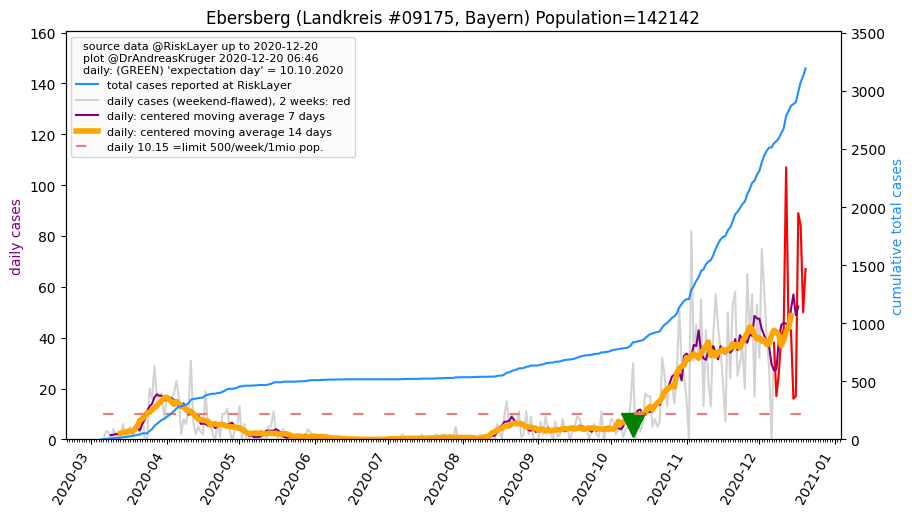 Ebersberg (Landkreis #09175, Bayern) Population=142142
source data @RiskLayer up to 2020-12-20
plot @DrAndreasKruger 2020-12-20 06:46
daily: (GREEN) 'expectation day' = 10.10.2020
total cases reported at RiskLayer
daily cases (weekend-flawed), 2 weeks: red
daily: centered moving average 7 days
daily: centered moving average 14 days
daily 10.15 =limit 500/week/1mio pop.
daily cases
160
140
120
100
80
60
40
20
0
cumulative total cases
3500
3000
2500
2000
1500
1000
500
0
2020-03
2020-04
2020-05
2020-06
2020-07
2020-08
2020-09
2020-10
2020-11
2020-12
2021-01